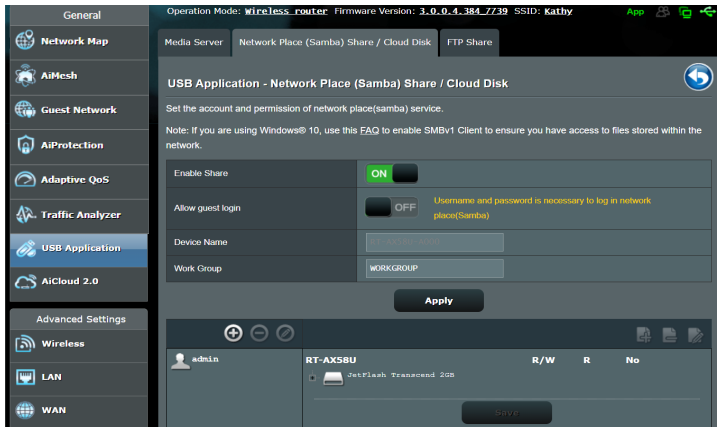 General
Operation Mode: Wireless router Firmware Version: 3.0.0.4.384_7739 SSID: Kathy
App
Network Map
AiMesh
Guest Network
AiProtection
Adaptive QoS
Traffic Analyzer
USB Application
AiCloud 2.0
Advanced Settings
Wireless
LAN
WAN
Media Server
Network Place (Samba) Share / Cloud Disk
FTP Share
USB Application - Network Place (Samba) Share / Cloud Disk
Set the account and permission of network place(samba) service.
Note: If you are using Windows® 10, use this FAQ to enable SMBv1 Client to ensure you have access to files stored within the
network.
Enable Share
ON
Allow guest login
OFF
Username and password is necessary to log in network
place(Samba)
Device Name
Work Group
WORKGROUP
Apply
admin
RT-AX58U
R/W
R
No
JetFlash Transcend 2GB
Save